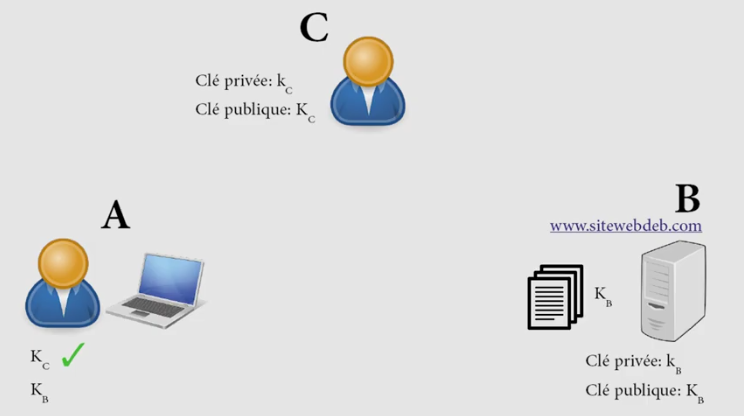 C
Clé privée: kC
Clé publique: KC
A
B
www.sitewebdeb.com
KB
KC
KB
Clé privée: kB
Clé publique: KB